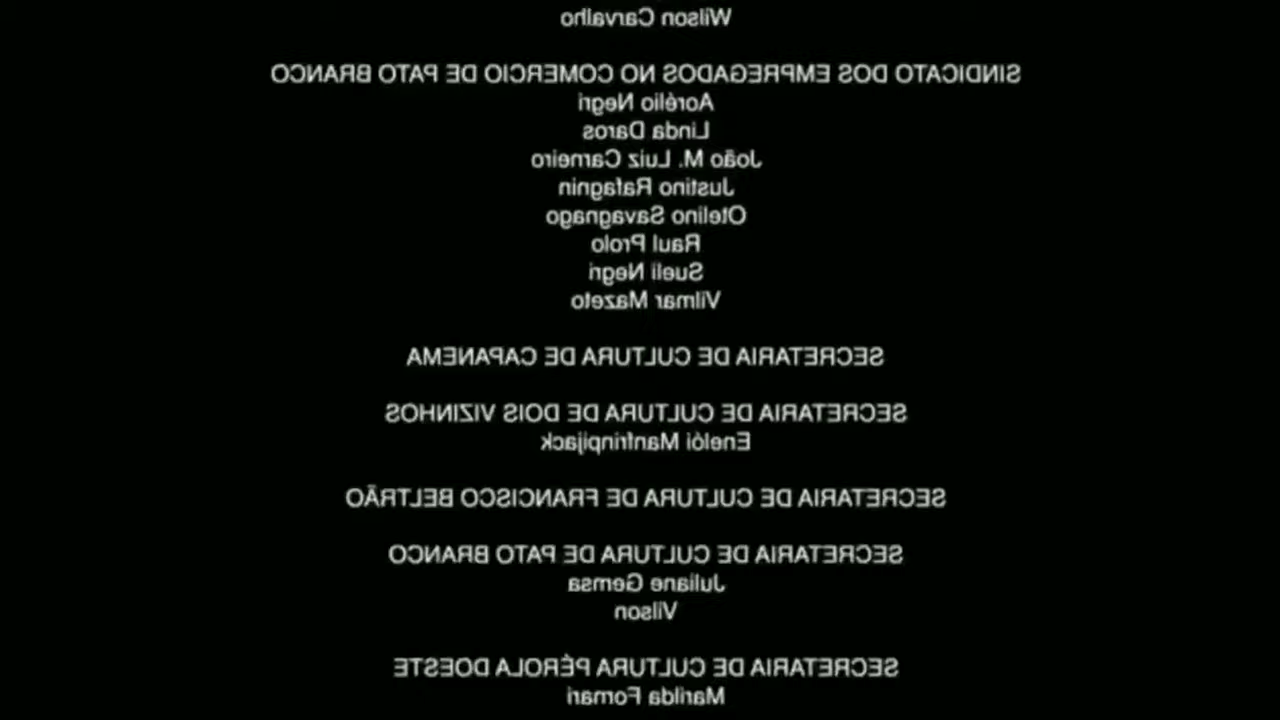 Wilson Carvalho
SINDICATO DOS EMPREGADOS NO COMERCIO DE PATO BRANCO
Aorélio Negri
Linda Daros
João M. Luiz Carneiro
Justino Rafagnin
Otelino Savagnago
Raul Prolo
Sueli Negri
Vilmar Mazeto
SECRETARIA DE CULTURA DE CAPANEMA
SECRETARIA DE CULTURA DE DOIS VIZINHOS
Enelói Manfrinpijack
SECRETARIA DE CULTURA DE FRANCISCO BELTRÃO
SECRETARIA DE CULTURA DE PATO BRANCO
Juliane Gemsa
Vilson
SECRETARIA DE CULTURA PÉROLA DOESTE
Marilda Fornari